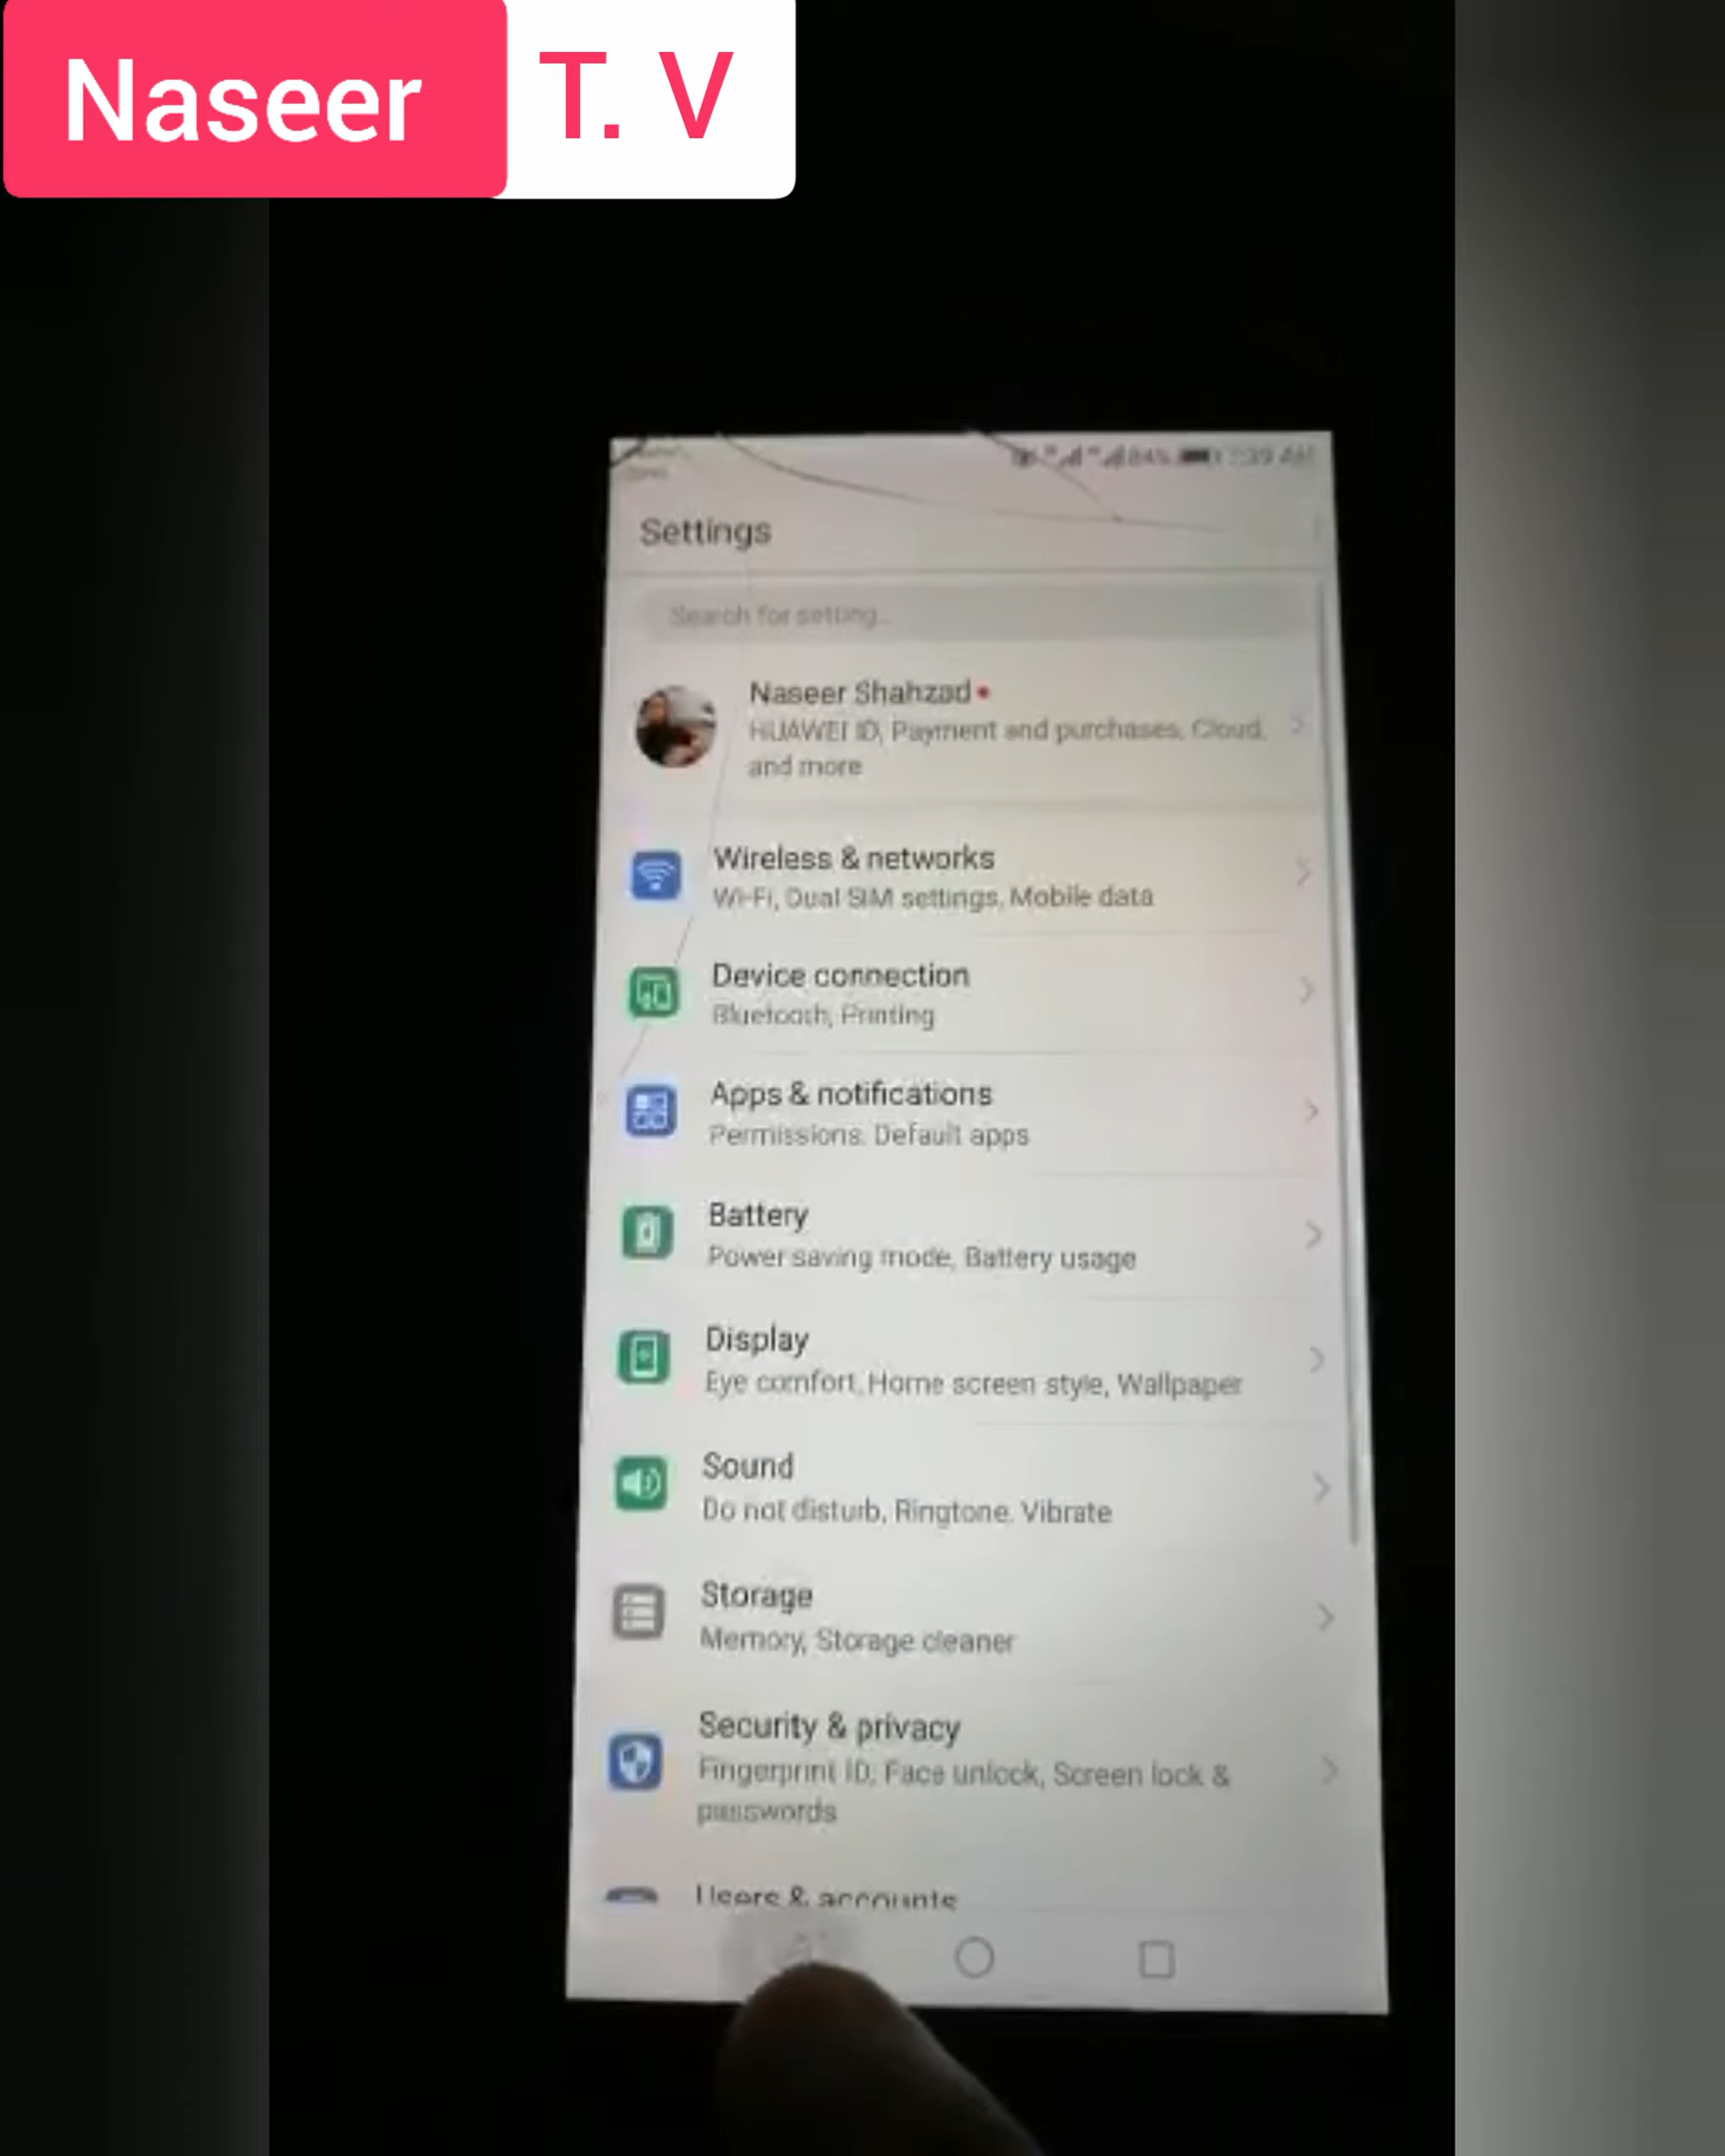 Naseer T. V
84%
Settings
Search for setting..
Naseer Shahzad
HUAWEI ID, Payment and purchases, Cloud,
and more
Wireless & networks
Wi-Fi, Dual SIM settings, Mobile data
Device connection
Bluetooth, Printing
Apps & notifications
Permissions, Default apps
Battery
Power saving mode, Battery usage
Display
Eye comfort, Home screen style, Wallpaper
Sound
Do not disturb, Ringtone, Vibrate
Storage
Memory, Storage cleaner
Security & privacy
Fingerprint ID, Face unlock, Screen lock &
passwords
Users & accounts